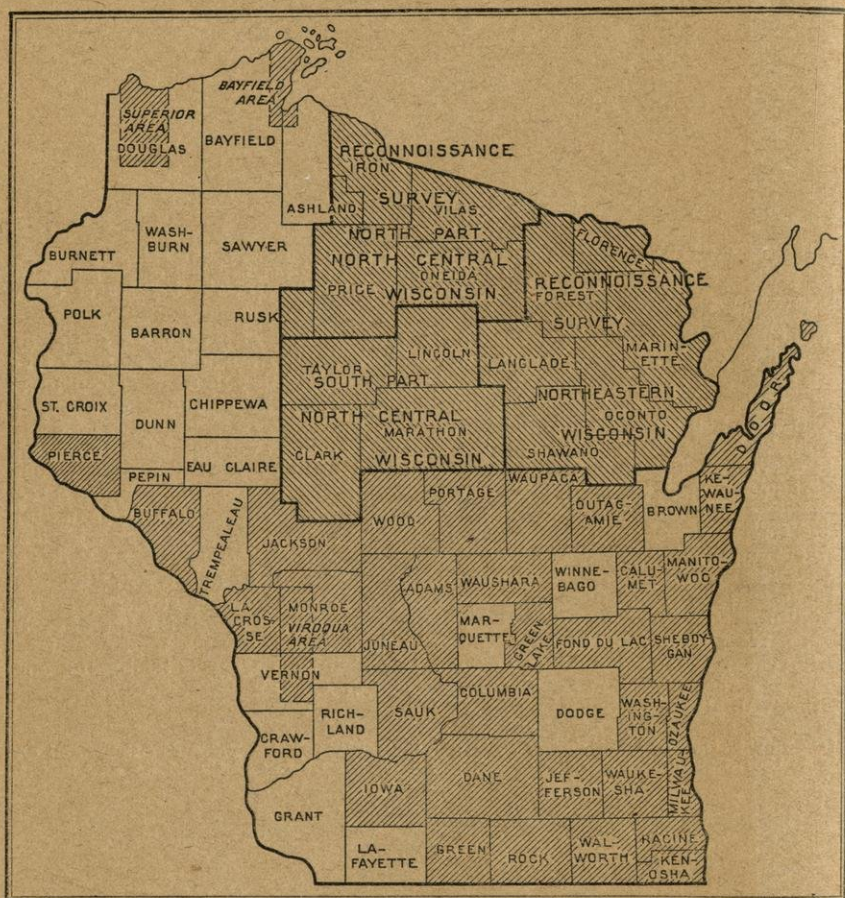 BAYFIELD
AREA
SUPERIOR
AREA
DOUGLAS
BAYFIELD
RECONNOISSANCE
IRON
SURVEY
VILAS
ASHLAND
NORTH PART
NORTH CENTRAL
ONEIDA
PRICE
WISCONSIN
FLORENCE
RECONNOISSANCE
FOREST
SURVEY
MARIN-
ETTE
BURNETT
WASH-
BURN
SAWYER
POLK
BARRON
RUSK
LINCOLN
TAYLOR
SOUTH PART
LANGLADE
NORTHEASTERN
OCONTO
WISCONSIN
SHAWANO
ST. CROIX
DUNN
CHIPPEWA
NORTH CENTRAL
MARATHON
CLARK
WISCONSIN
DOOR
PIERCE
PEPIN
EAU CLAIRE
BUFFALO
TREMPEALEAU
JACKSON
WOOD
PORTAGE
WAUPACA
OUTAG-
AMIE
BROWN
KE-
WAU-
NEE
LA
CROS-
SE
MONROE
VIROQUA
AREA
JUNEAU
ADAMS
WAUSHARA
WINNE-
BAGO
CALU-
MET
MANITO-
WOC
MAR-
QUETTE
GREEN
LAKE
FOND DU LAC
SHEBOY-
GAN
VERNON
RICH-
LAND
SAUK
COLUMBIA
DODGE
WASH-
ING-
TON
OZAUKEE
CRAW-
FORD
GRANT
IOWA
DANE
JEF-
FERSON
WAUKE-
SHA
MILWAU-
KEE
LA-
FAYETTE
GREEN
ROCK
WAL-
WORTH
RACINE
KEN-
OSHA